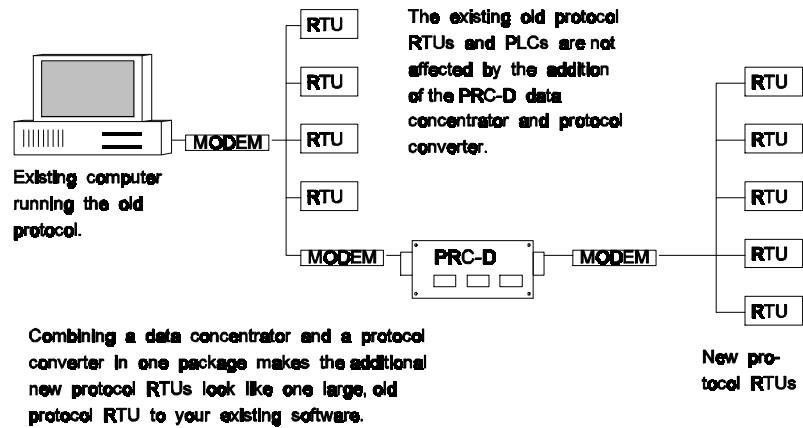 RTU
RTU
RTU
RTU
MODEM
Existing computer
running the old
protocol.
The existing old protocol
RTUs and PLCs are not
affected by the addition
of the PRC-D data
concentrator and protocol
converter.
MODEM
PRC-D
MODEM
RTU
RTU
RTU
RTU
RTU
New pro-
tocol RTUs
Combining a data concentrator and a protocol
converter in one package makes the additional
new protocol RTUs look like one large, old
protocol RTU to your existing software.